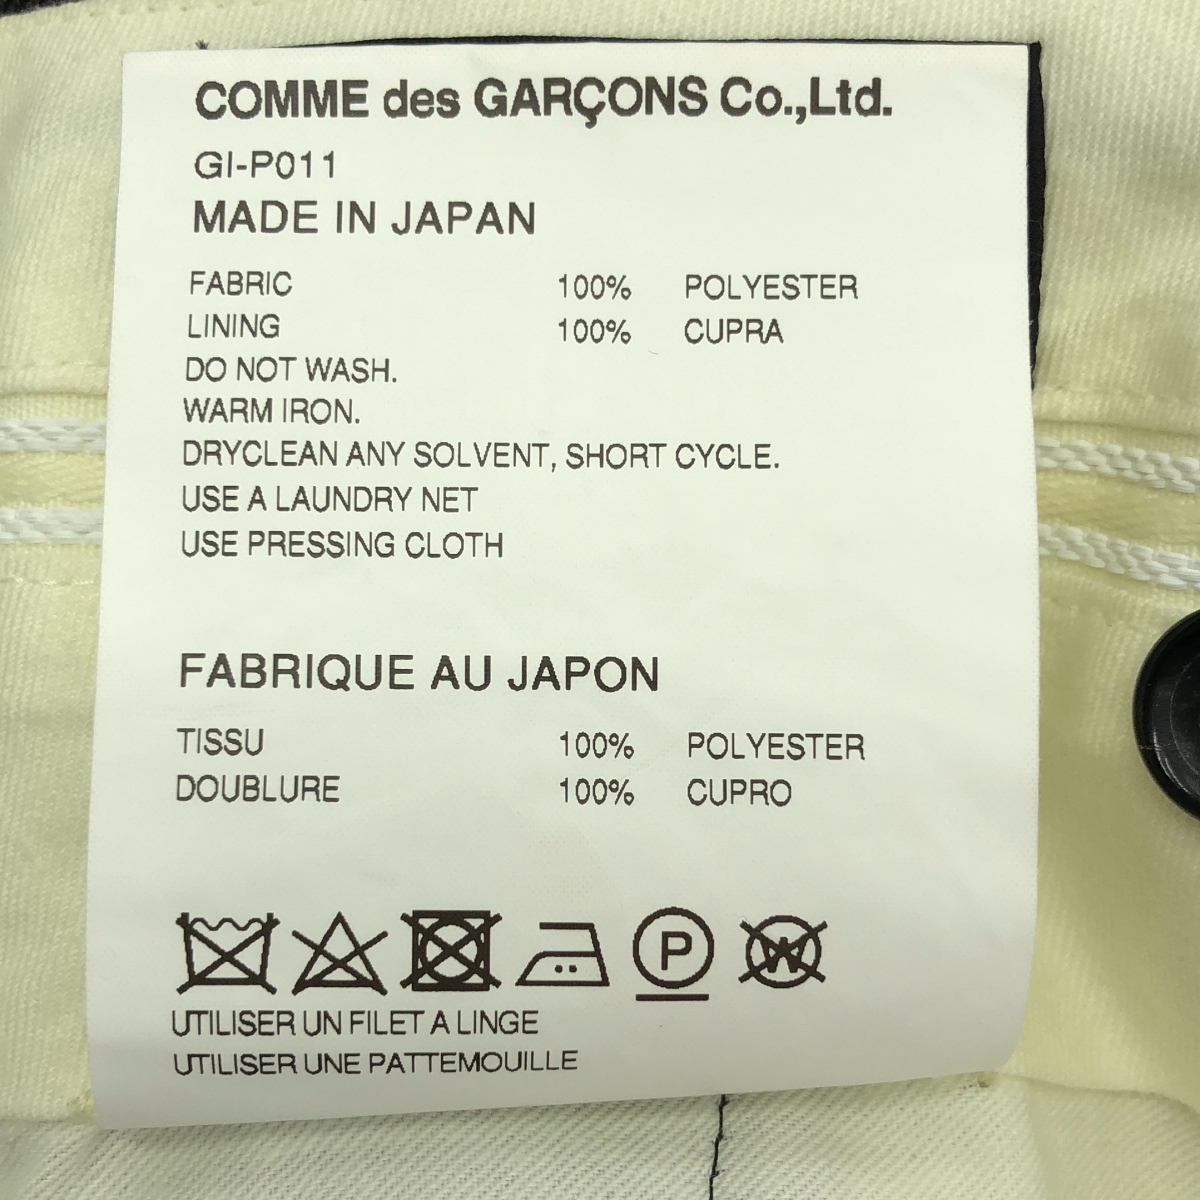 COMME des GARÇONS Co.,Ltd.
GI-P011
MADE IN JAPAN
FABRIC 100% POLYESTER
LINING 100% CUPRA
DO NOT WASH.
WARM IRON.
DRYCLEAN ANY SOLVENT, SHORT CYCLE.
USE A LAUNDRY NET
USE PRESSING CLOTH
FABRIQUE AU JAPON
TISSU 100% POLYESTER
DOUBLURE 100% CUPRO
P W
UTILISER UN FILET A LINGE
UTILISER UNE PATTEMOUILLE